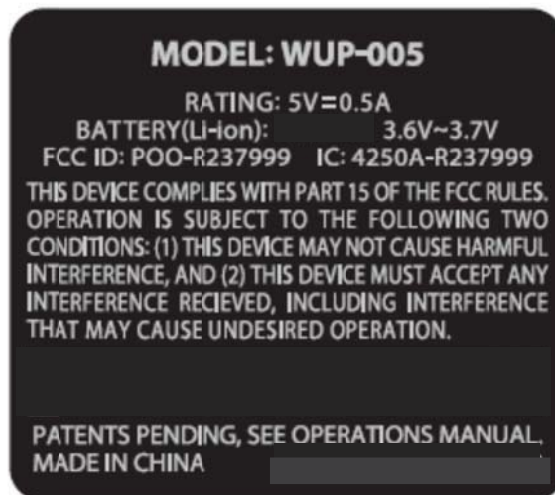 MODEL: WUP-005
RATING: 5V=0.5A
BATTERY(Li-ion): 3.6V~3.7V
FCC ID: POO-R237999 IC: 4250A-R237999
THIS DEVICE COMPLIES WITH PART 15 OF THE FCC RULES.
OPERATION IS SUBJECT TO THE FOLLOWING TWO
CONDITIONS: (1) THIS DEVICE MAY NOT CAUSE HARMFUL
INTERFERENCE, AND (2) THIS DEVICE MUST ACCEPT ANY
INTERFERENCE RECIEVED, INCLUDING INTERFERENCE
THAT MAY CAUSE UNDESIRED OPERATION.
PATENTS PENDING, SEE OPERATIONS MANUAL.
MADE IN CHINA